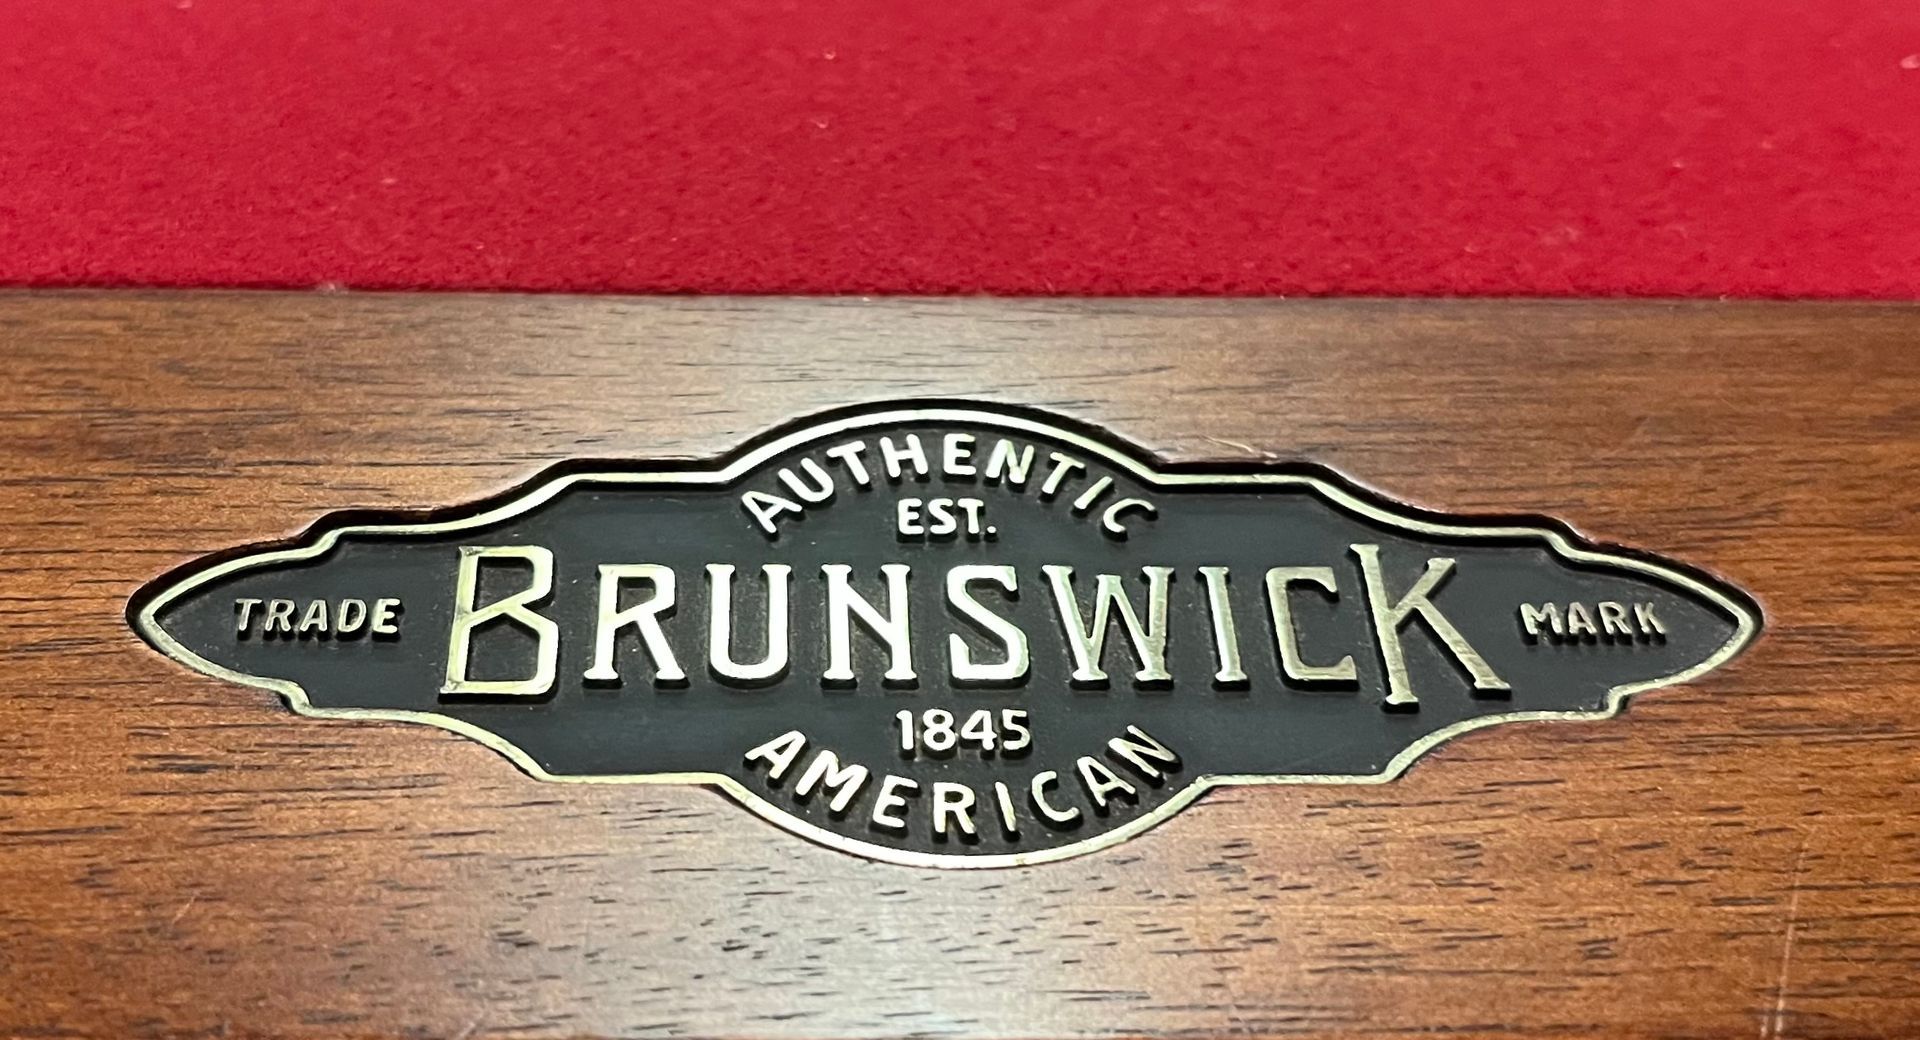 AUTHENTIC
EST.
TRADE BRUNSWICK MARK
1845
AMERICAN